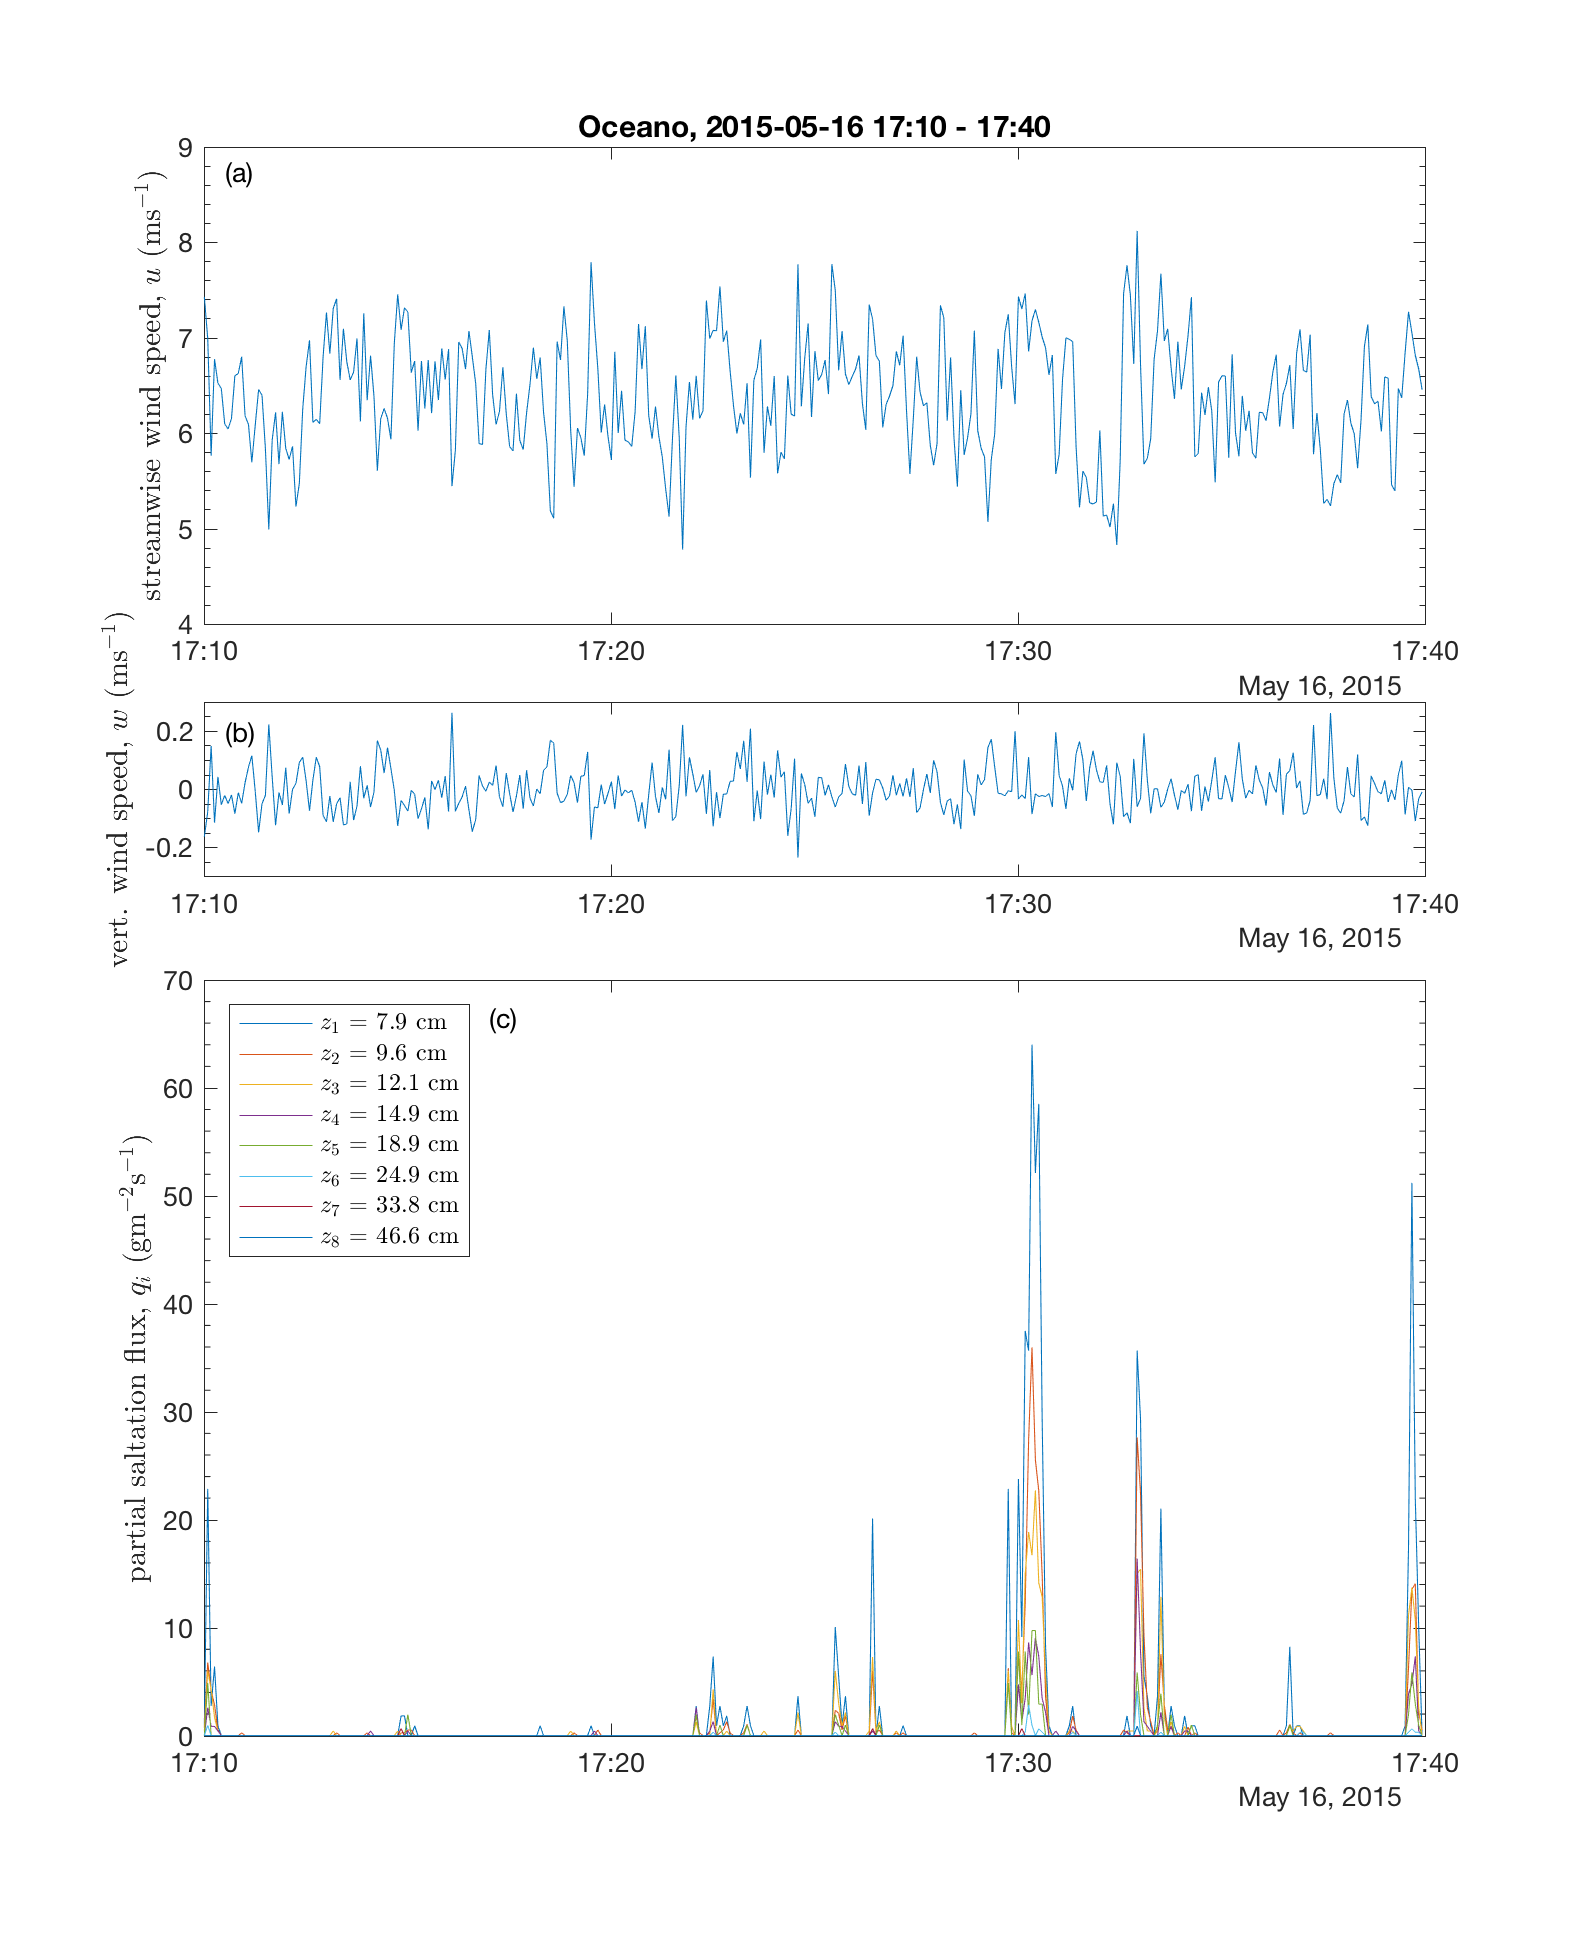 Oceano, 2015-05-16 17:10 - 17:40
(a)
streamwise wind speed, u (ms⁻¹)
9
8
7
6
5
4
17:10 17:20 17:30 17:40
May 16, 2015
(b)
vert. wind speed, w (ms⁻¹)
0.2
0
-0.2
17:10 17:20 17:30 17:40
May 16, 2015
(c)
partial saltation flux, qᵢ (gm⁻²s⁻¹)
70
60
50
40
30
20
10
0
z₁ = 7.9 cm
z₂ = 9.6 cm
z₃ = 12.1 cm
z₄ = 14.9 cm
z₅ = 18.9 cm
z₆ = 24.9 cm
z₇ = 33.8 cm
z₈ = 46.6 cm
17:10 17:20 17:30 17:40
May 16, 2015